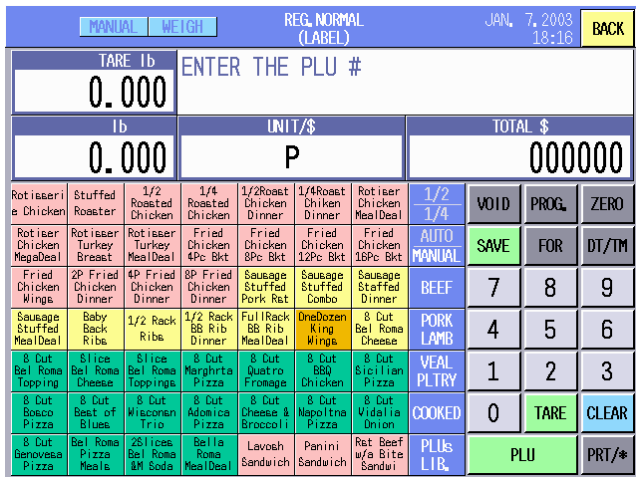 MANUAL WEIGH REG. NORMAL JAN. 7. 2003 BACK
(LABEL) 18:16
TARE lb ENTER THE PLU #
0.000
lb UNIT/$ TOTAL $
0.000 P 000000
Rotisseri Stuffed 1/2 1/4 1/2Roast 1/4Roast Rotiser 1/2
e Chicken Roaster Roasted Roasted Chicken Chiken Chicken 1/4
Chicken Chicken Dinner Dinner MealDeal
VOID PROG. ZERO
Rotiser Rotisser Rotisser Fried Fried Fried Fried AUTO
Chicken Turkey Turkey Chicken Chicken Chicken Chicken MANUAL
MegaDeal Breast MealDeal 4Pc Bkt 8Pc Bkt 12Pc Bkt 16Pc Bkt
SAVE FOR DT/TM
Fried 2P Fried 4P Fried 8P Fried Sausage Sausage Sausage
Chicken Chicken Chicken Chicken Stuffed Stuffed Staffed BEEF
Wings Dinner Dinner Dinner Pork Rst Combo Dinner
7 8 9
Sausage Baby 1/2 Rack 1/2 Rack FullRack OneDozen 8 Cut PORK
Stuffed Back Ribs BB Rib BB Rib King Bel Roma LAMB
MealDeal Ribs Dinner MealDeal Wings Cheese
4 5 6
8 Cut Slice Slice 8 Cut 8 Cut 8 Cut 8 Cut VEAL
Bel Roma Bel Roma Bel Roma Marghrta Quatro BBQ Sicilian PLTRY
Topping Cheese Toppings Pizza Fromage Chicken Pizza
1 2 3
8 Cut 8 Cut 8 Cut 8 Cut 8 Cut 8 Cut 8 Cut
Bosco Best of Wisconsn Adomica Cheese & Napoltna Vidalia COOKED
Pizza Blues Trio Pizza Broccoli Pizza Onion
0 TARE CLEAR
8 Cut Bel Roma 2Slices Bella Lavosh Panini Rst Beef PLUs
Genovesa Pizza Bel Roma Roma Sandwich Sandwich w/a Bite LIB.
Pizza Meals &M Soda MealDeal Sandwi
PLU PRT/*